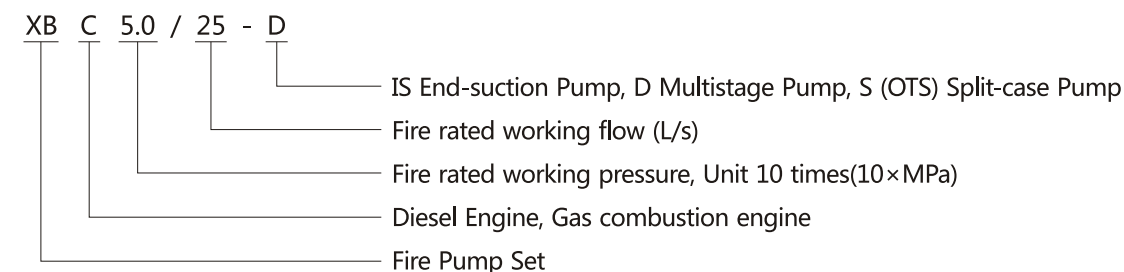 XB C 5.0 / 25 - D
IS End-suction Pump, D Multistage Pump, S (OTS) Split-case Pump
Fire rated working flow (L/s)
Fire rated working pressure, Unit 10 times(10×MPa)
Diesel Engine, Gas combustion engine
Fire Pump Set